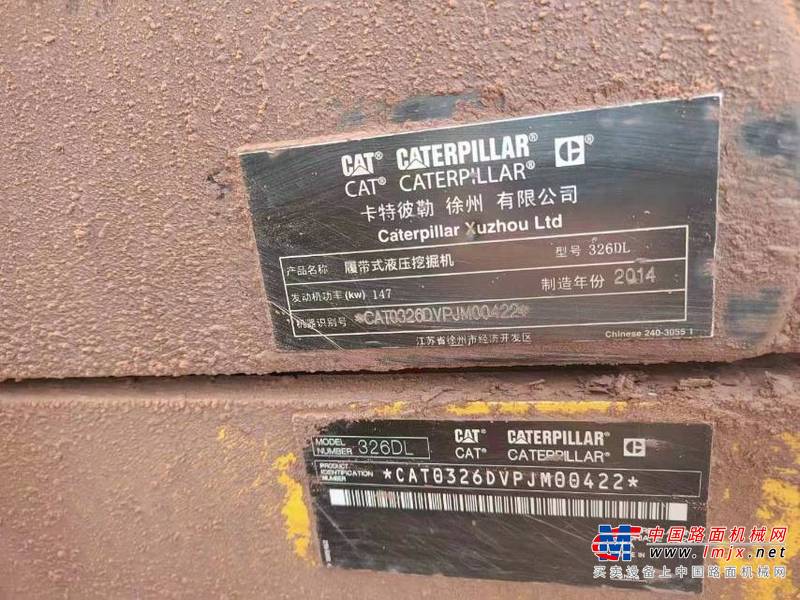 CAT® CATERPILLAR®
CAT® CATERPILLAR®
卡特彼勒 徐州 有限公司
Caterpillar Xuzhou Ltd
产品名称 履带式液压挖掘机 型号 326DL
发动机功率(kw) 147 制造年份 2014
机器识别号 *CAT0326DVPJM00422*
江苏省徐州市经济开发区 Chinese 240-3055 1
MODEL NUMBER 326DL CAT® CATERPILLAR®
CAT® CATERPILLAR®
PRODUCT IDENTIFICATION NUMBER *CAT0326DVPJM00422*
中国路面机械网
www.lmjx.net
买卖设备上中国路面机械网